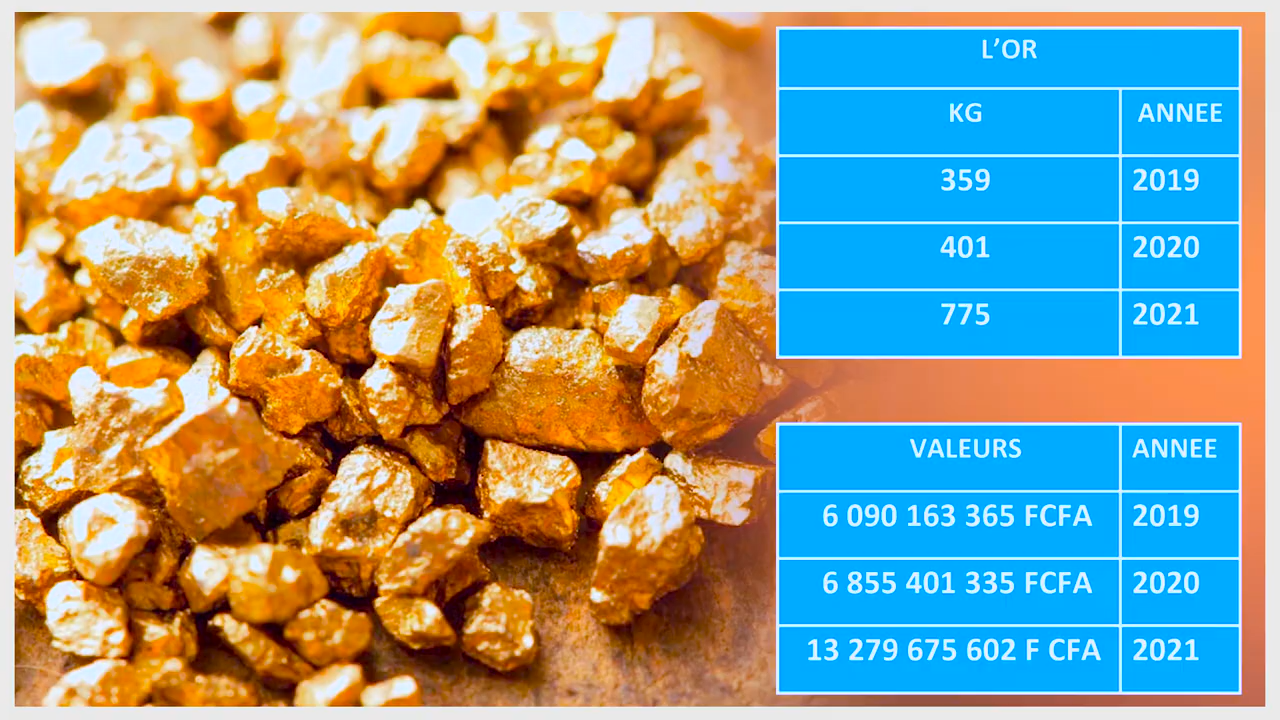 L’OR
KG ANNEE
359 2019
401 2020
775 2021
VALEURS ANNEE
6 090 163 365 FCFA 2019
6 855 401 335 FCFA 2020
13 279 675 602 F CFA 2021